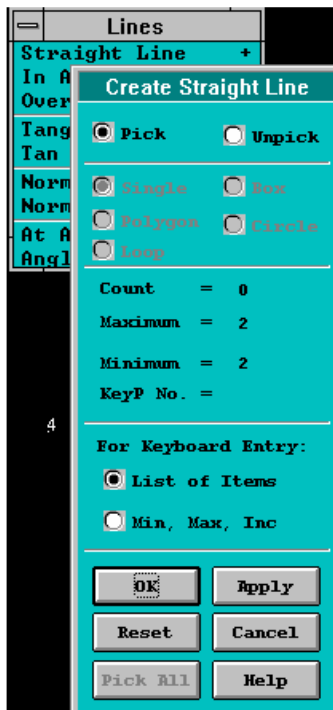 Lines
Straight Line +
In A
Over
Tang
Tan
Norm
Norm
At A
Angl
4
Create Straight Line
Pick Unpick
Single Box
Polygon Circle
Loop
Count = 0
Maximum = 2
Minimum = 2
KeyP No. =
For Keyboard Entry:
List of Items
Min, Max, Inc
OK Apply
Reset Cancel
Pick All Help